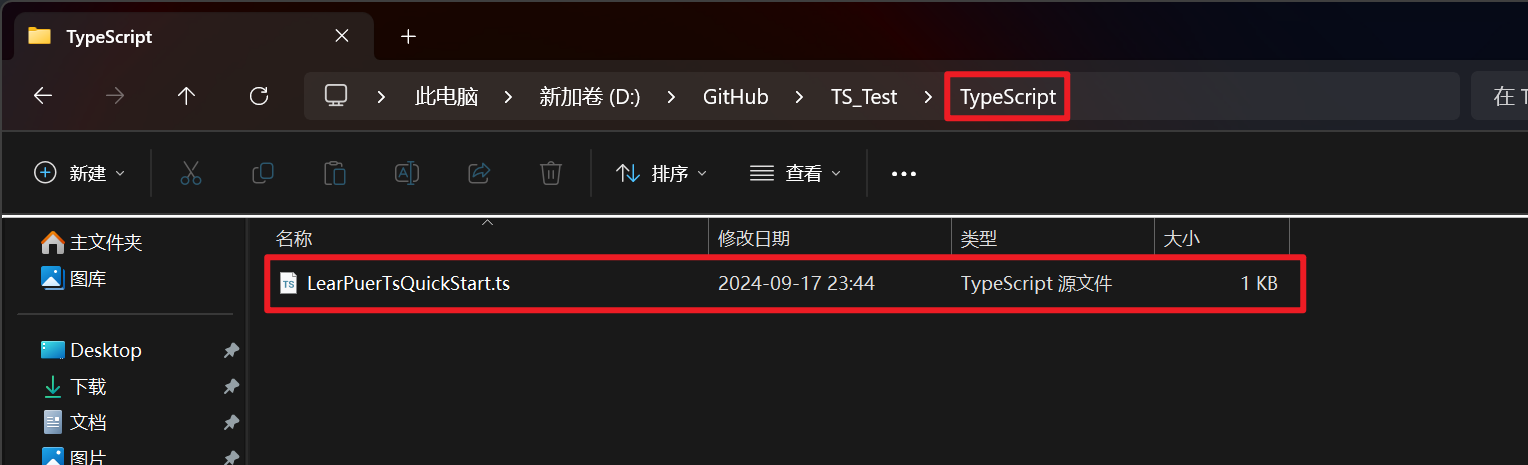 TypeScript
此电脑 新加卷 (D:) GitHub TS_Test TypeScript 在 T
新建 排序 查看
名称 修改日期 类型 大小
主文件夹
LearPuerTsQuickStart.ts 2024-09-17 23:44 TypeScript 源文件 1 KB
图库
Desktop
下载
文档
图片